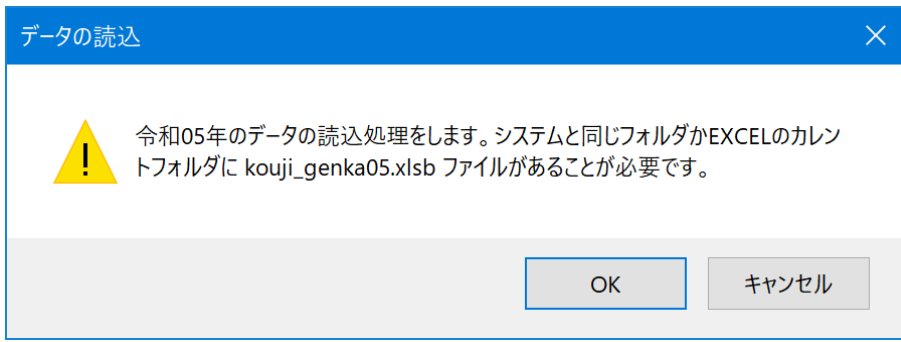 データの読込
令和05年のデータの読込処理をします。システムと同じフォルダかEXCELのカレン
トフォルダに kouji_genka05.xlsb ファイルがあることが必要です。
OK
キャンセル